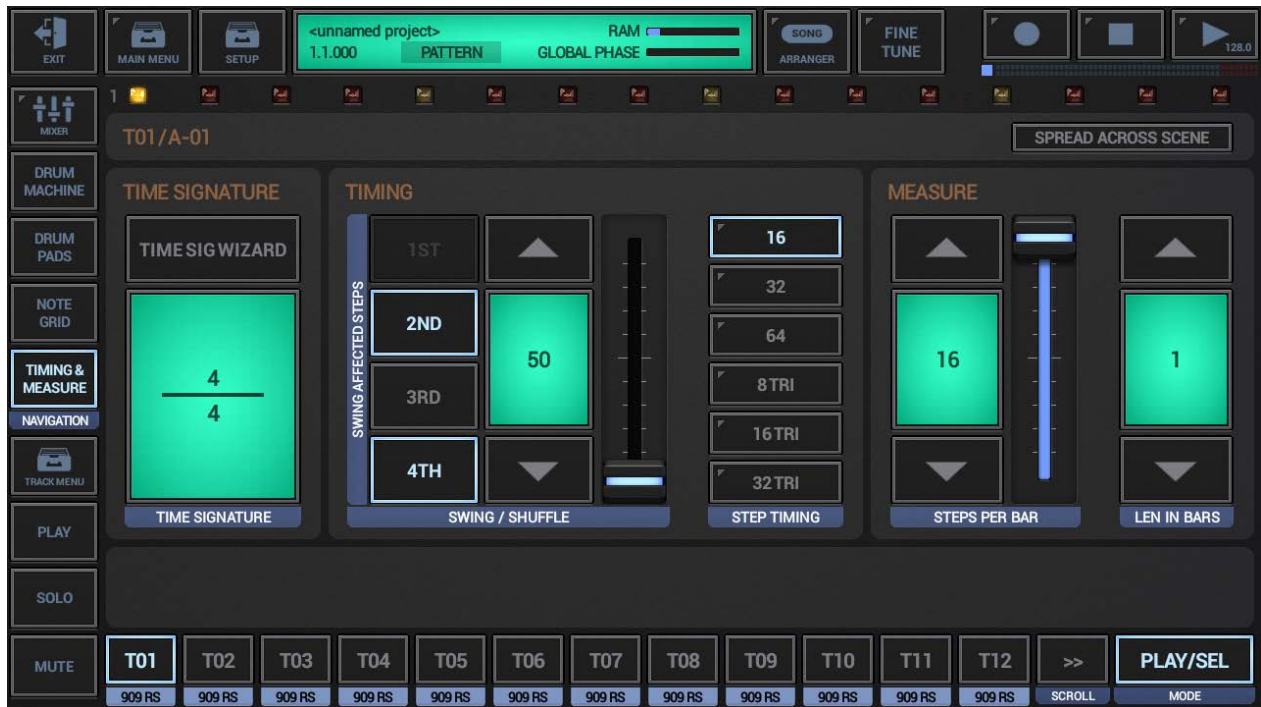 EXIT
MAIN MENU
SETUP
<unnamed project>
RAM
1.1.000
PATTERN
GLOBAL PHASE
SONG
ARRANGER
FINE
TUNE
128.0
MIXER
1
T01/A-01
SPREAD ACROSS SCENE
DRUM
MACHINE
DRUM
PADS
NOTE
GRID
TIMING &
MEASURE
NAVIGATION
TRACK MENU
PLAY
SOLO
MUTE
TIME SIGNATURE
TIME SIG WIZARD
4
4
TIME SIGNATURE
TIMING
SWING AFFECTED STEPS
1ST
2ND
3RD
4TH
50
SWING / SHUFFLE
16
32
64
8 TRI
16 TRI
32 TRI
STEP TIMING
MEASURE
16
STEPS PER BAR
1
LEN IN BARS
T01 T02 T03 T04 T05 T06 T07 T08 T09 T10 T11 T12 >> PLAY/SEL
909 RS 909 RS 909 RS 909 RS 909 RS 909 RS 909 RS 909 RS 909 RS 909 RS 909 RS 909 RS SCROLL MODE